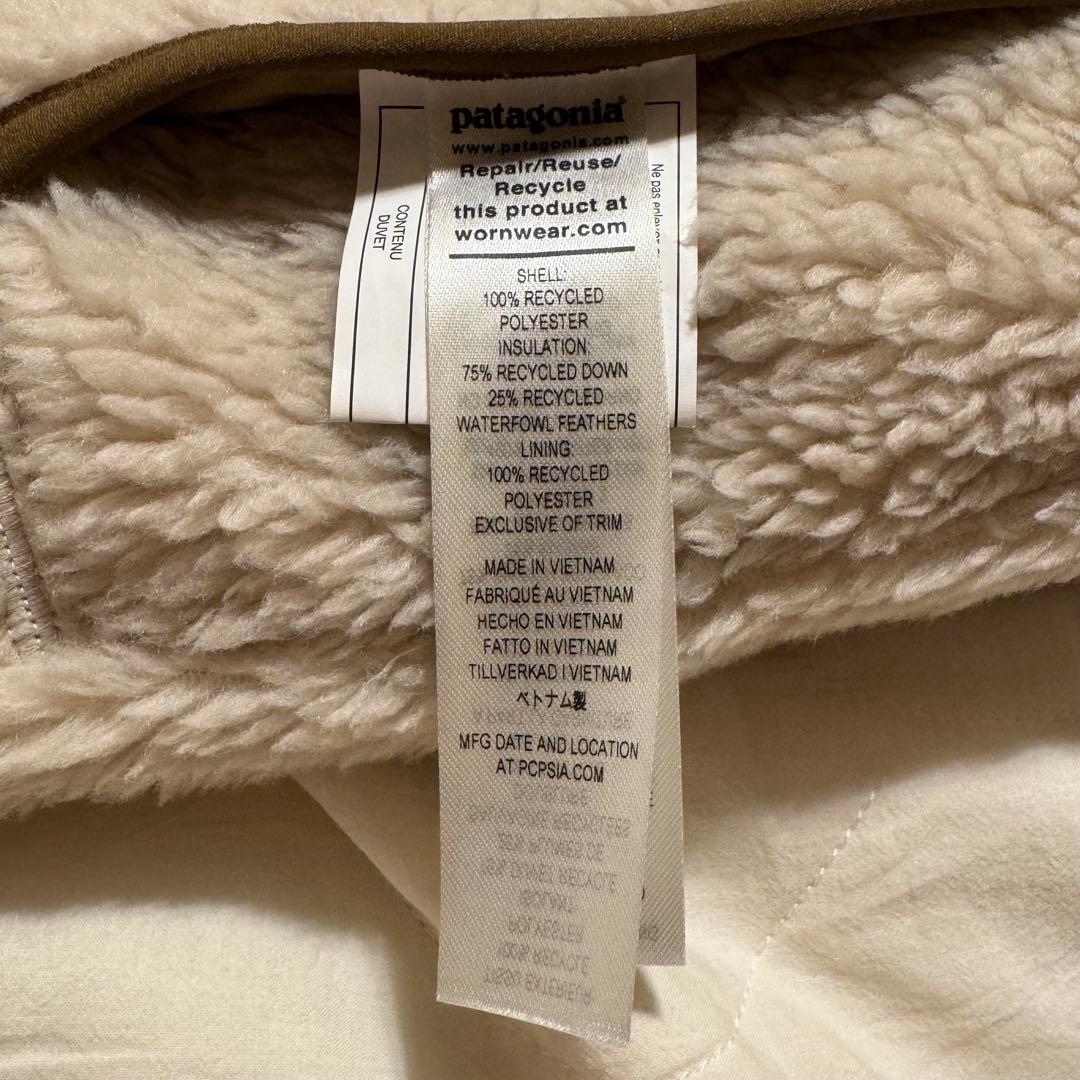 patagonia®
www.patagonia.com
Repair/Reuse/
Recycle
this product at
wornwear.com
SHELL:
100% RECYCLED
POLYESTER
INSULATION:
75% RECYCLED DOWN
25% RECYCLED
WATERFOWL FEATHERS
LINING:
100% RECYCLED
POLYESTER
EXCLUSIVE OF TRIM
MADE IN VIETNAM
FABRIQUÉ AU VIETNAM
HECHO EN VIETNAM
FATTO IN VIETNAM
TILLVERKAD I VIETNAM
ベトナム製
MFG DATE AND LOCATION
AT PCPSIA.COM
CONTENU
DUVET
Ne pas enlever